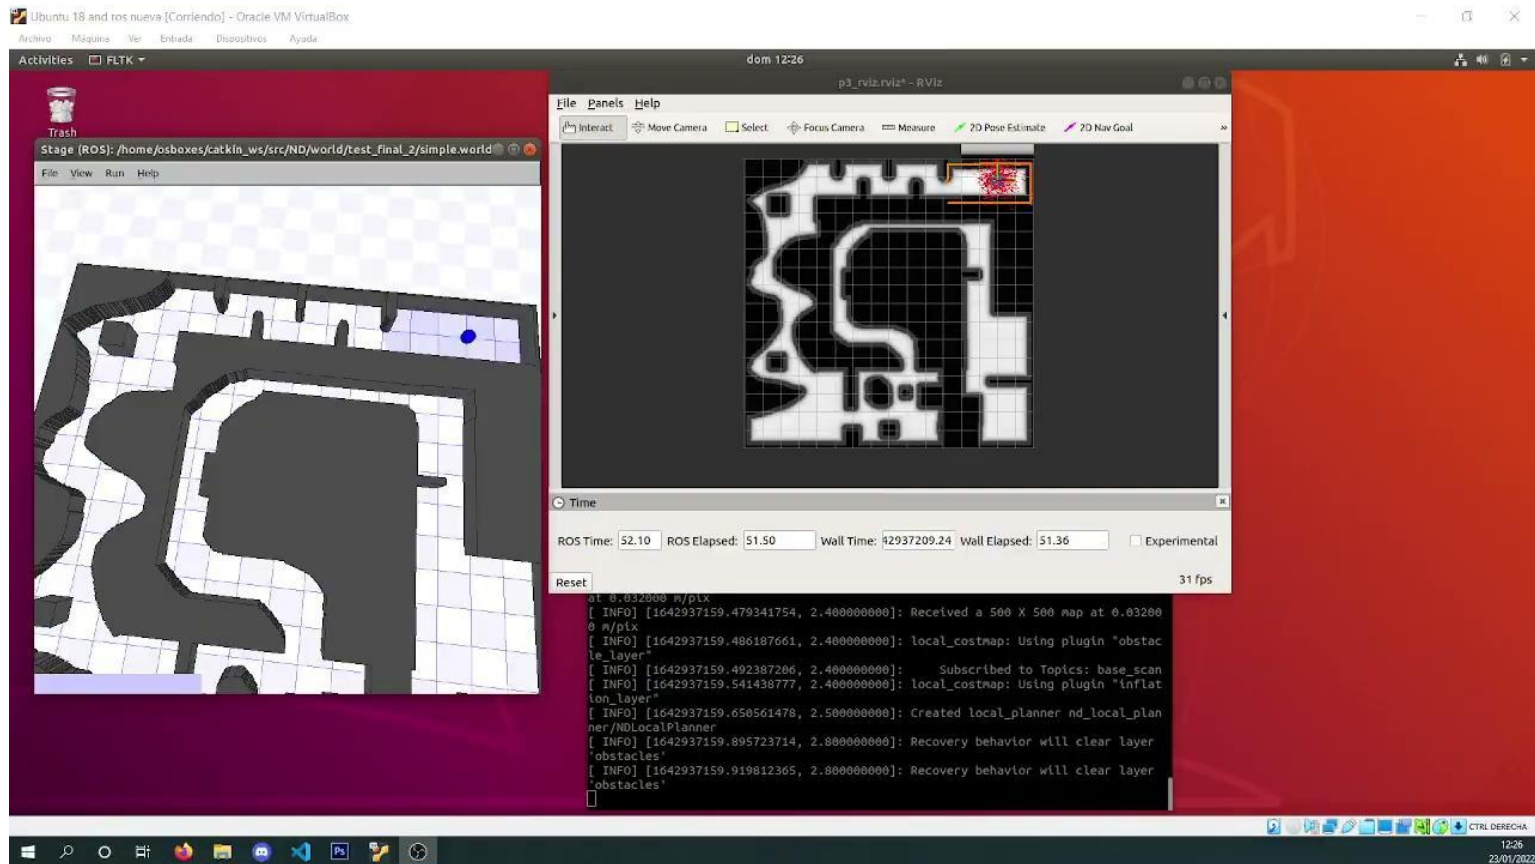 Ubuntu 18 and ros nueva [Corriendo] - Oracle VM VirtualBox
Archivo Máquina Ver Entrada Dispositivos Ayuda
Activities FLTK dom 12:26
Trash
Stage (ROS): /home/osboxes/catkin_ws/src/ND/world/test_final_2/simple.world
File View Run Help
p3_rviz.rviz* - RViz
File Panels Help
Interact Move Camera Select Focus Camera Measure 2D Pose Estimate 2D Nav Goal »
Time
ROS Time: 52.10 ROS Elapsed: 51.50 Wall Time: 42937209.24 Wall Elapsed: 51.36 Experimental
Reset 31 fps
at 0.032000 m/pix
[ INFO] [1642937159.479341754, 2.400000000]: Received a 500 X 500 map at 0.03200
0 m/pix
[ INFO] [1642937159.486187661, 2.400000000]: local_costmap: Using plugin "obstac
le_layer"
[ INFO] [1642937159.492387206, 2.400000000]: Subscribed to Topics: base_scan
[ INFO] [1642937159.541438777, 2.400000000]: local_costmap: Using plugin "inflat
ion_layer"
[ INFO] [1642937159.650561478, 2.500000000]: Created local_planner nd_local_plan
ner/NDLocalPlanner
[ INFO] [1642937159.895723714, 2.800000000]: Recovery behavior will clear layer
'obstacles'
[ INFO] [1642937159.919812365, 2.800000000]: Recovery behavior will clear layer
'obstacles'
CTRL DERECHA
Ps
12:26